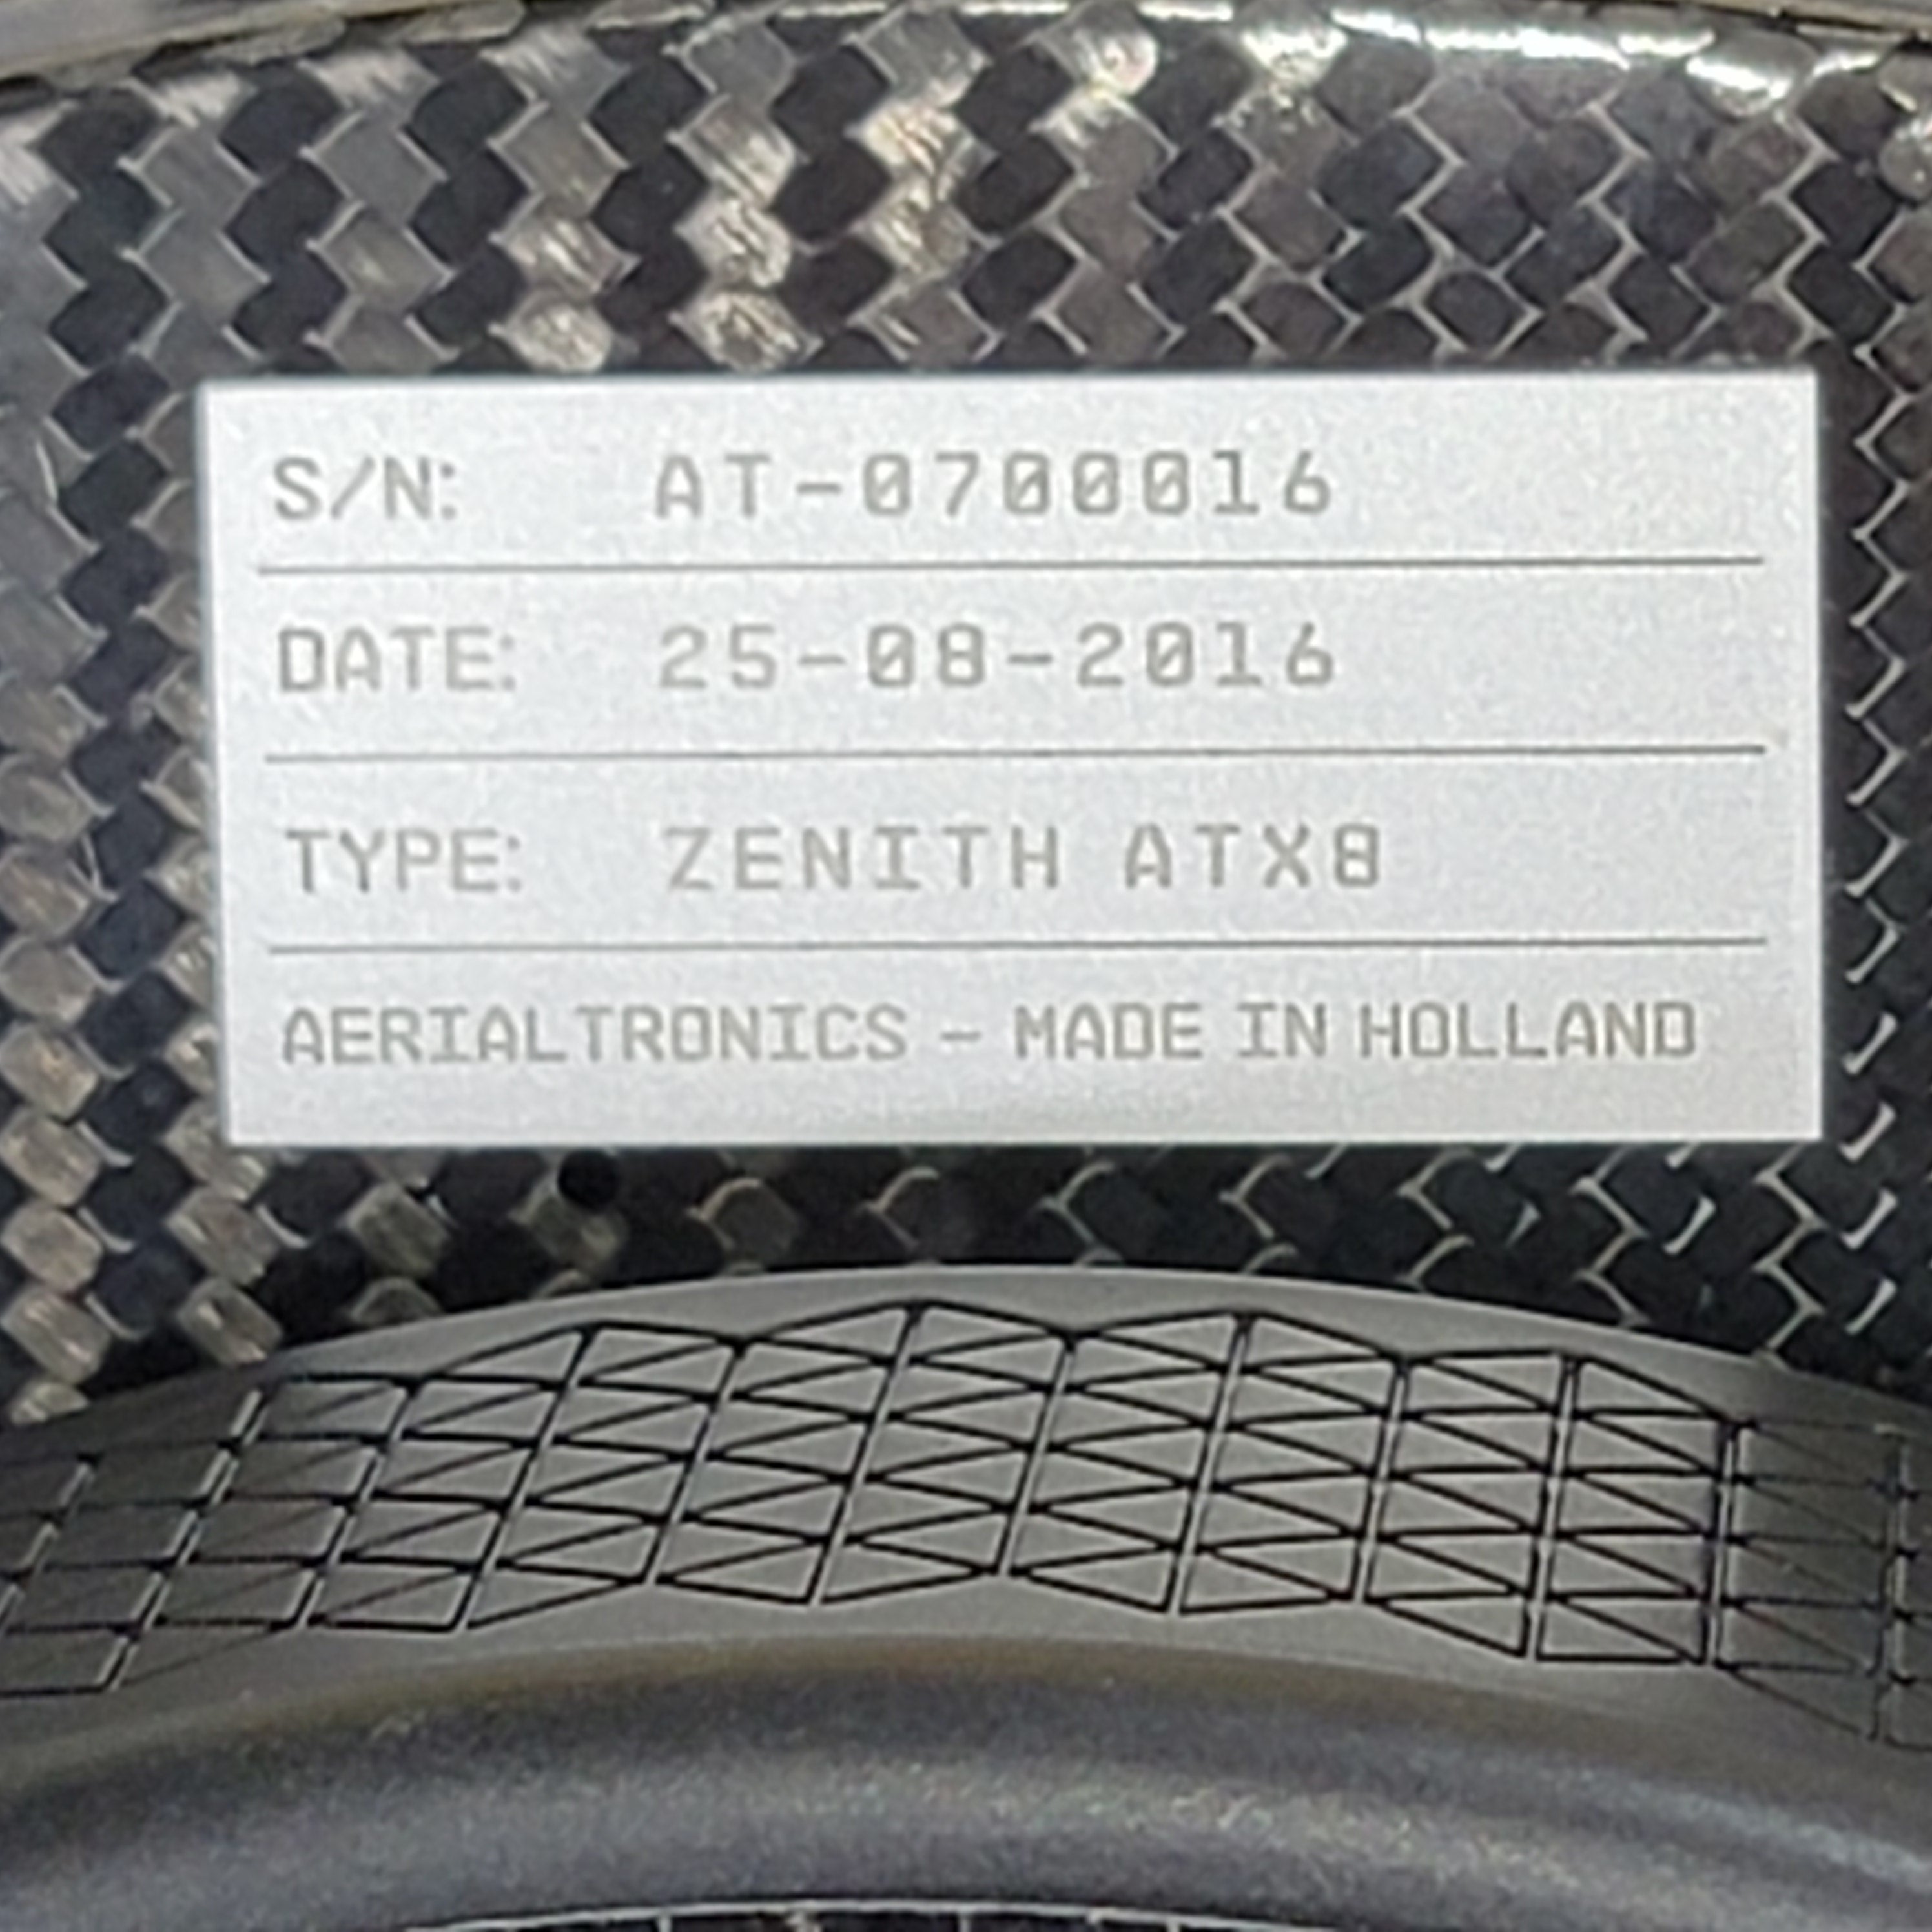 S/N: AT-0700016
DATE: 25-08-2016
TYPE: ZENITH ATX8
AERIALTRONICS - MADE IN HOLLAND